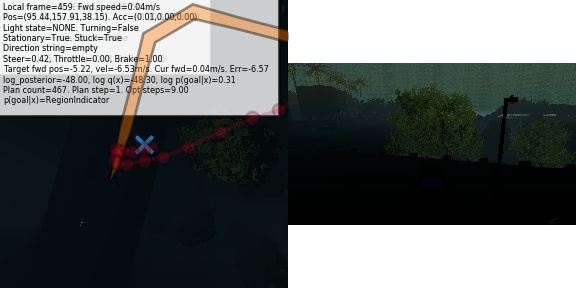 Local frame=459. Fwd speed=0.04m/s
Pos=(95.44,157.91,38.15). Acc=(0.01,0.00,0.00)
Light state=NONE. Turning=False
Stationary=True. Stuck=True
Direction string=empty
Steer=0.42, Throttle=0.00, Brake=1.00
Target fwd pos=-5.22, vel=-6.53m/s. Cur fwd=0.04m/s. Err=-6.57
log_posterior=-48.00, log q(x)=-48.30, log p(goal|x)=0.31
Plan count=467. Plan step=1. Opt steps=9.00
p(goal|x)=RegionIndicator